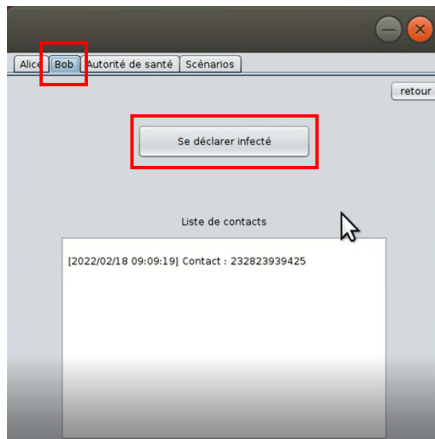 Alice Bob Autorité de santé Scénarios
retour
Se déclarer infecté
Liste de contacts
[2022/02/18 09:09:19] Contact : 232823939425